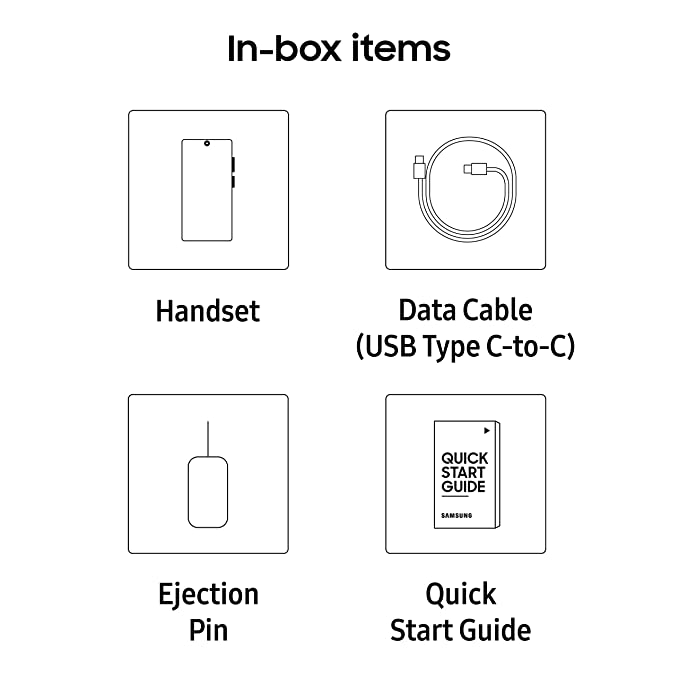 In-box items
Handset
Data Cable
(USB Type C-to-C)
QUICK
START
GUIDE
SAMSUNG
Ejection
Pin
Quick
Start Guide